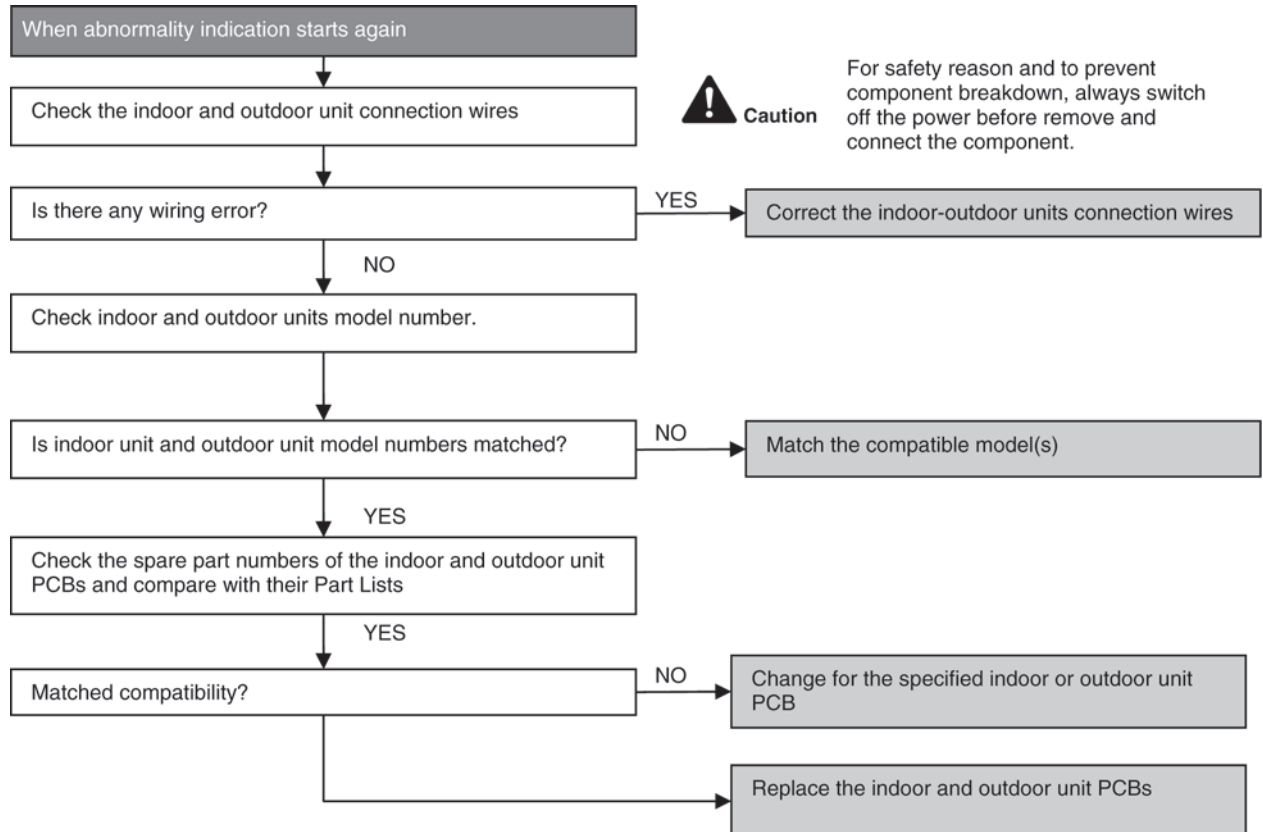 When abnormality indication starts again
Check the indoor and outdoor unit connection wires
Caution
For safety reason and to prevent
component breakdown, always switch
off the power before remove and
connect the component.
Is there any wiring error?
YES
Correct the indoor-outdoor units connection wires
NO
Check indoor and outdoor units model number.
Is indoor unit and outdoor unit model numbers matched?
NO
Match the compatible model(s)
YES
Check the spare part numbers of the indoor and outdoor unit
PCBs and compare with their Part Lists
YES
Matched compatibility?
NO
Change for the specified indoor or outdoor unit
PCB
Replace the indoor and outdoor unit PCBs